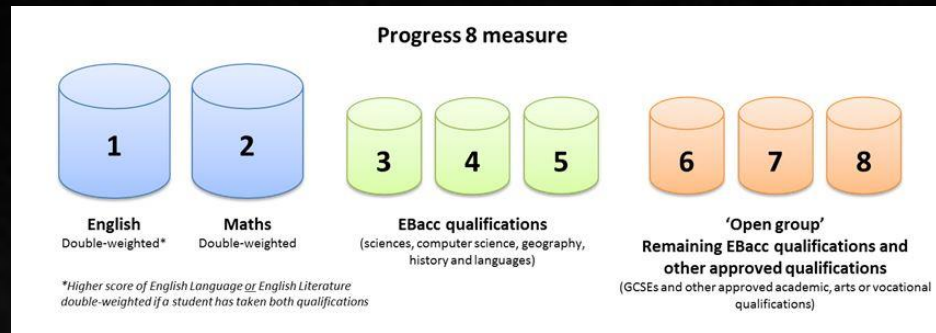 Progress 8 measure
1
2
3
4
5
6
7
8
English
Double-weighted*
Maths
Double-weighted
EBacc qualifications
(sciences, computer science, geography,
history and languages)
'Open group'
Remaining EBacc qualifications and
other approved qualifications
(GCSEs and other approved academic, arts or vocational
qualifications)
*Higher score of English Language or English Literature
double-weighted if a student has taken both qualifications